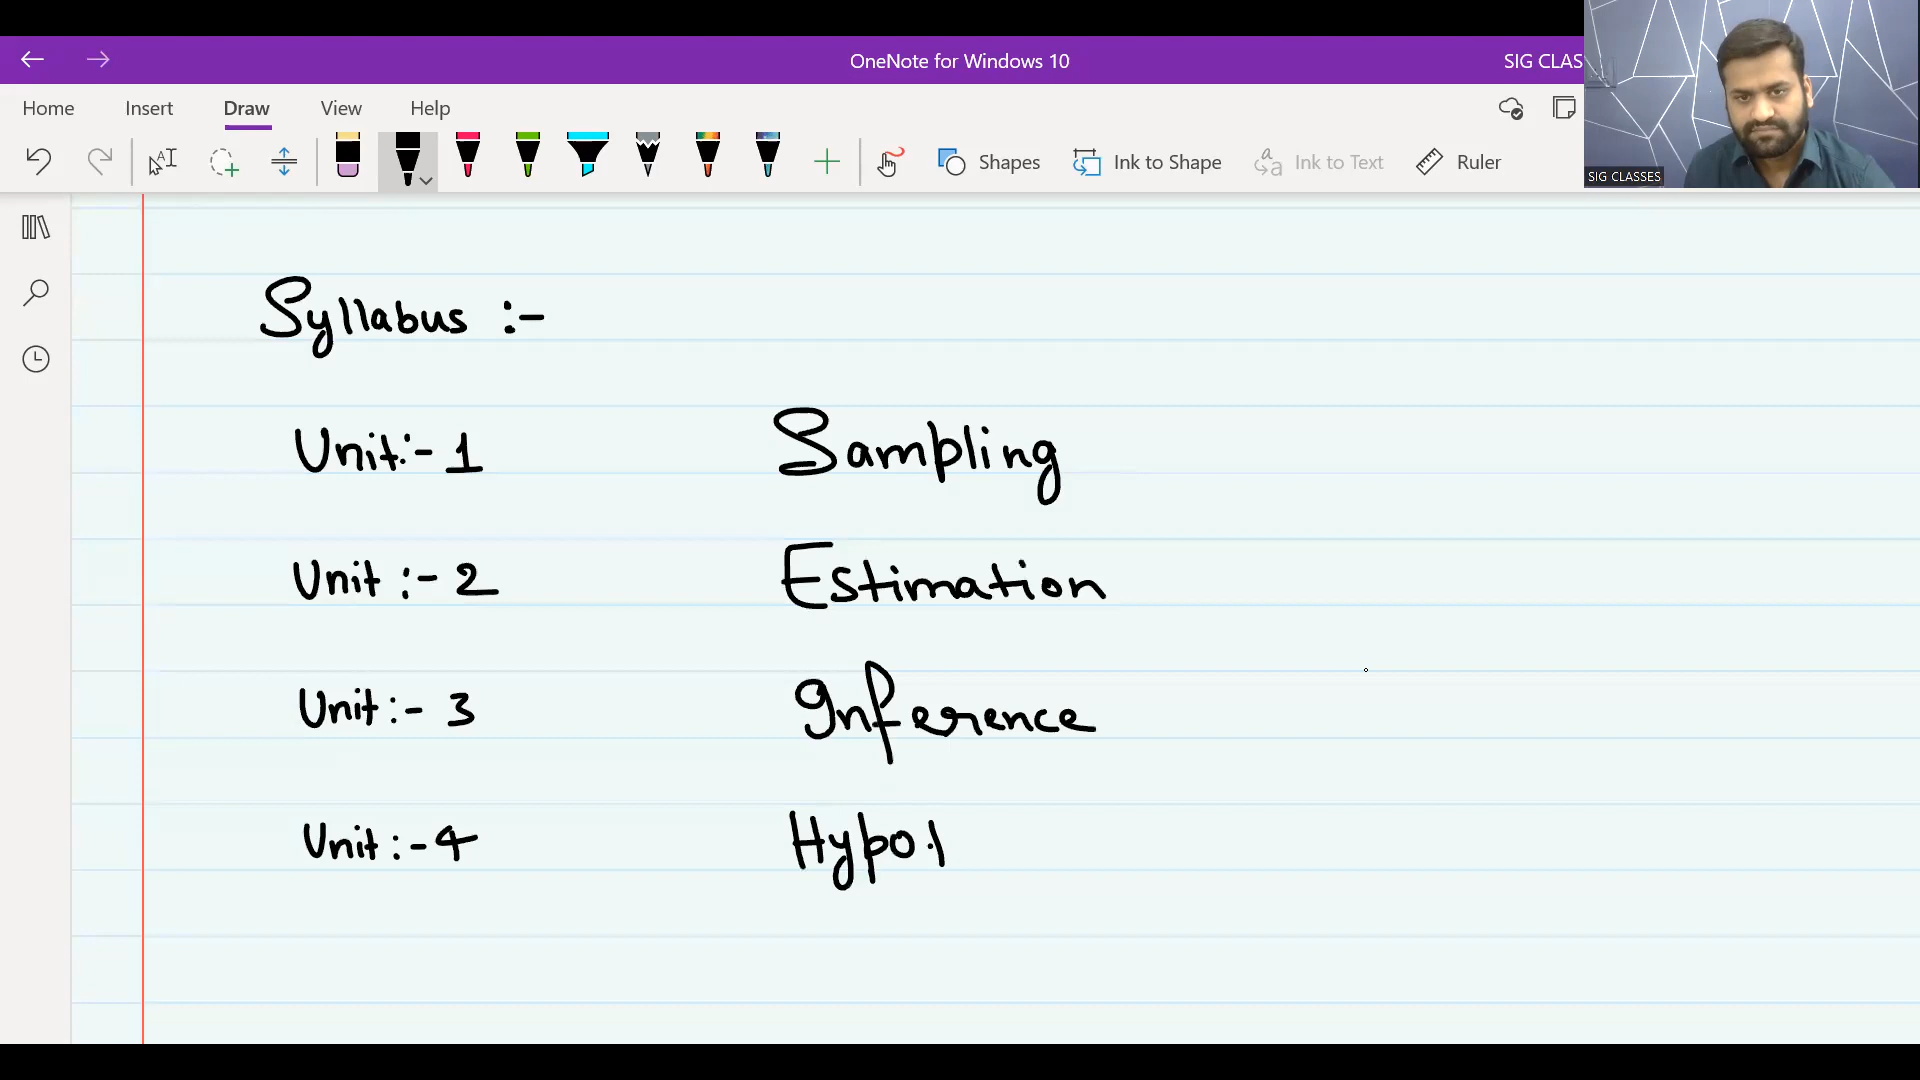 OneNote for Windows 10
SIG CLAS
Home Insert Draw View Help
Shapes Ink to Shape Ink to Text Ruler
SIG CLASSES
Syllabus :-
Unit:- 1 Sampling
Unit :- 2 Estimation
Unit :- 3 Inference
Unit :- 4